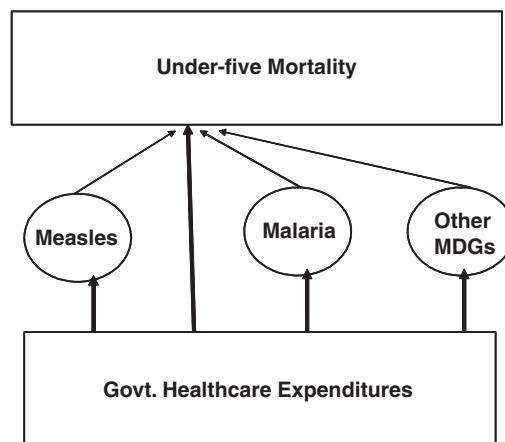 Under-five Mortality
Measles
Malaria
Other
MDGs
Govt. Healthcare Expenditures